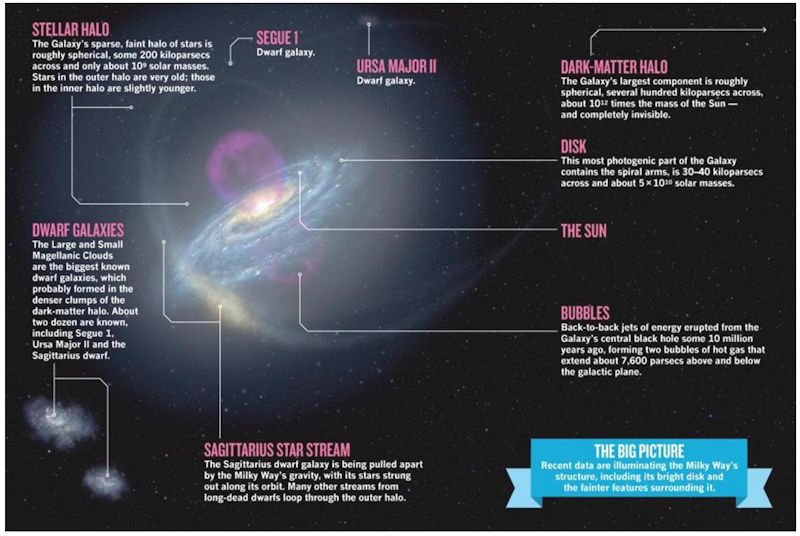 STELLAR HALO
The Galaxy's sparse, faint halo of stars is
roughly spherical, some 200 kiloparsecs
across and only about 10⁹ solar masses.
Stars in the outer halo are very old; those
in the inner halo are slightly younger.
SEGUE 1
Dwarf galaxy.
URSA MAJOR II
Dwarf galaxy.
DARK-MATTER HALO
The Galaxy's largest component is roughly
spherical, several hundred kiloparsecs across,
about 10¹² times the mass of the Sun —
and completely invisible.
DISK
This most photogenic part of the Galaxy
contains the spiral arms, is 30–40 kiloparsecs
across and about 5 × 10¹⁰ solar masses.
THE SUN
DWARF GALAXIES
The Large and Small
Magellanic Clouds
are the biggest known
dwarf galaxies, which
probably formed in the
denser clumps of the
dark-matter halo. About
two dozen are known,
including Segue 1,
Ursa Major II and the
Sagittarius dwarf.
BUBBLES
Back-to-back jets of energy erupted from the
Galaxy's central black hole some 10 million
years ago, forming two bubbles of hot gas that
extend about 7,600 parsecs above and below
the galactic plane.
SAGITTARIUS STAR STREAM
The Sagittarius dwarf galaxy is being pulled apart
by the Milky Way's gravity, with its stars strung
out along its orbit. Many other streams from
long-dead dwarfs loop through the outer halo.
THE BIG PICTURE
Recent data are illuminating the Milky Way's
structure, including its bright disk and
the fainter features surrounding it.